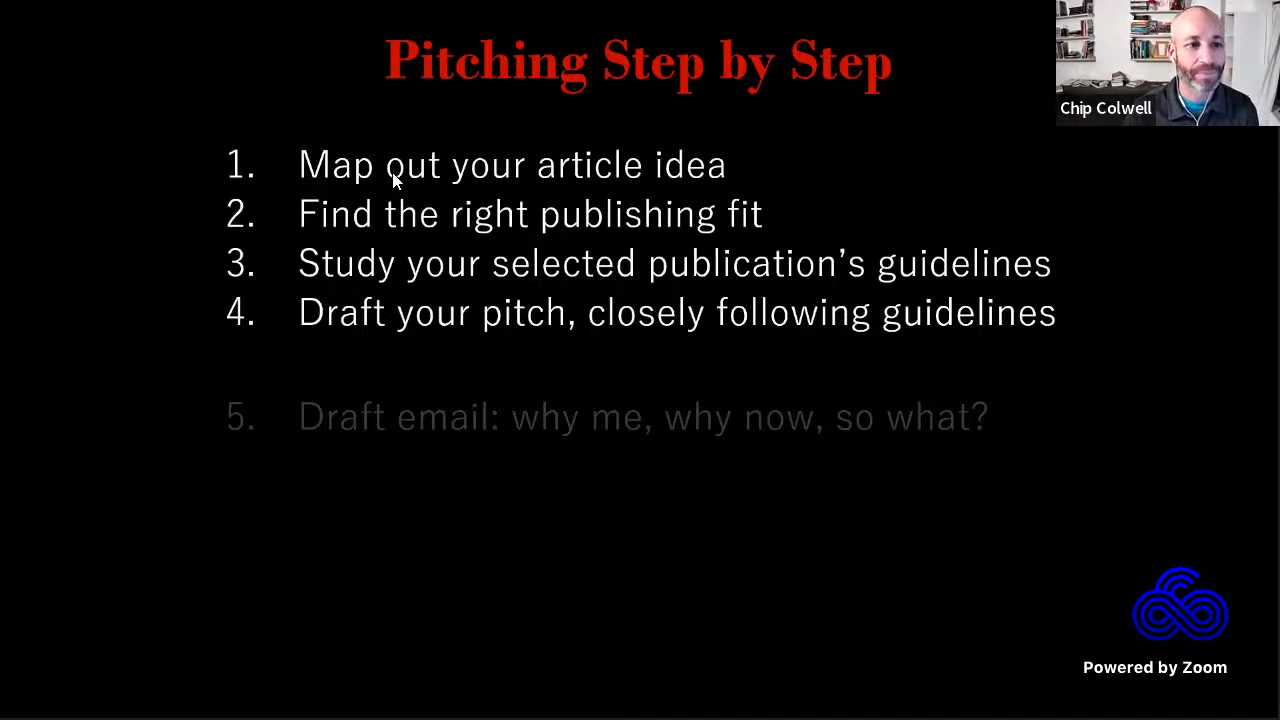 Pitching Step by Step
Chip Colwell
1. Map out your article idea
2. Find the right publishing fit
3. Study your selected publication’s guidelines
4. Draft your pitch, closely following guidelines
5. Draft email: why me, why now, so what?
Powered by Zoom